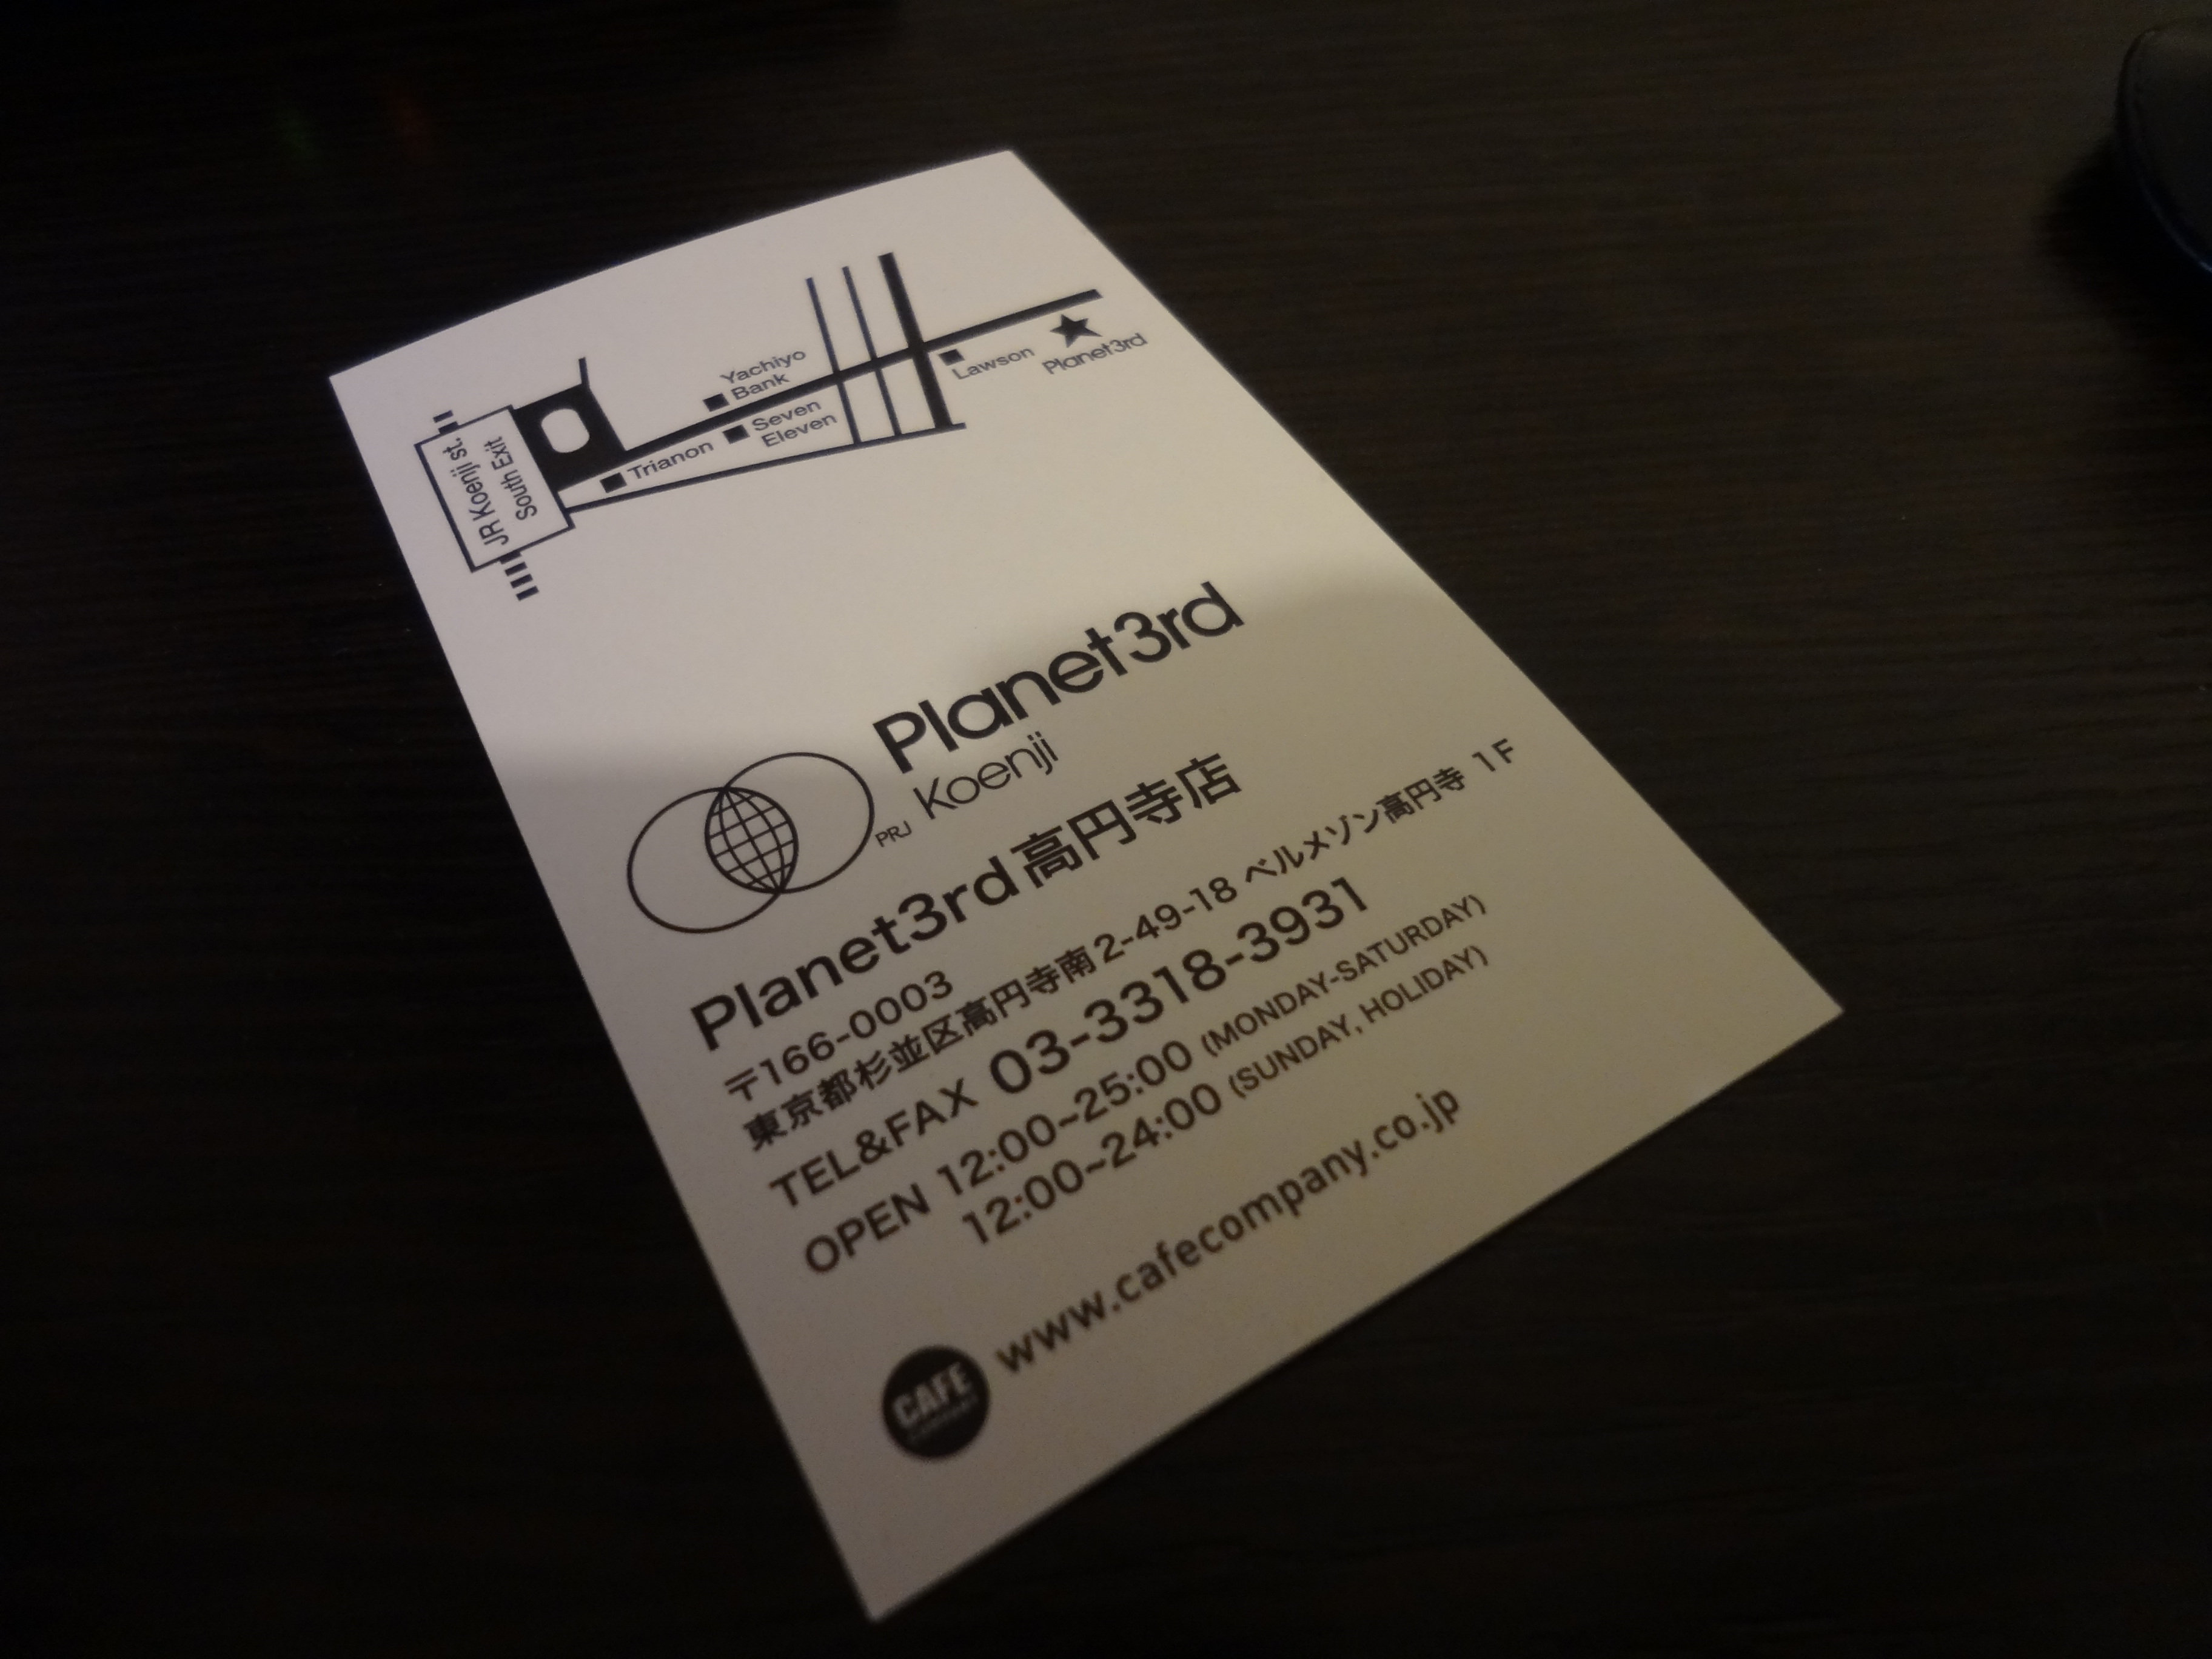 JR Koenji st.
South Exit
Trianon
Yachiyo
Bank
Seven
Eleven
Lawson
Planet3rd
Planet3rd
PRJ Koenji
Planet3rd 高円寺店
〒166-0003
東京都杉並区高円寺南2-49-18 ベルメゾン高円寺 1F
TEL&FAX 03-3318-3931
OPEN 12:00~25:00 (MONDAY-SATURDAY)
12:00~24:00 (SUNDAY, HOLIDAY)
CAFE
COMPANY
www.cafecompany.co.jp